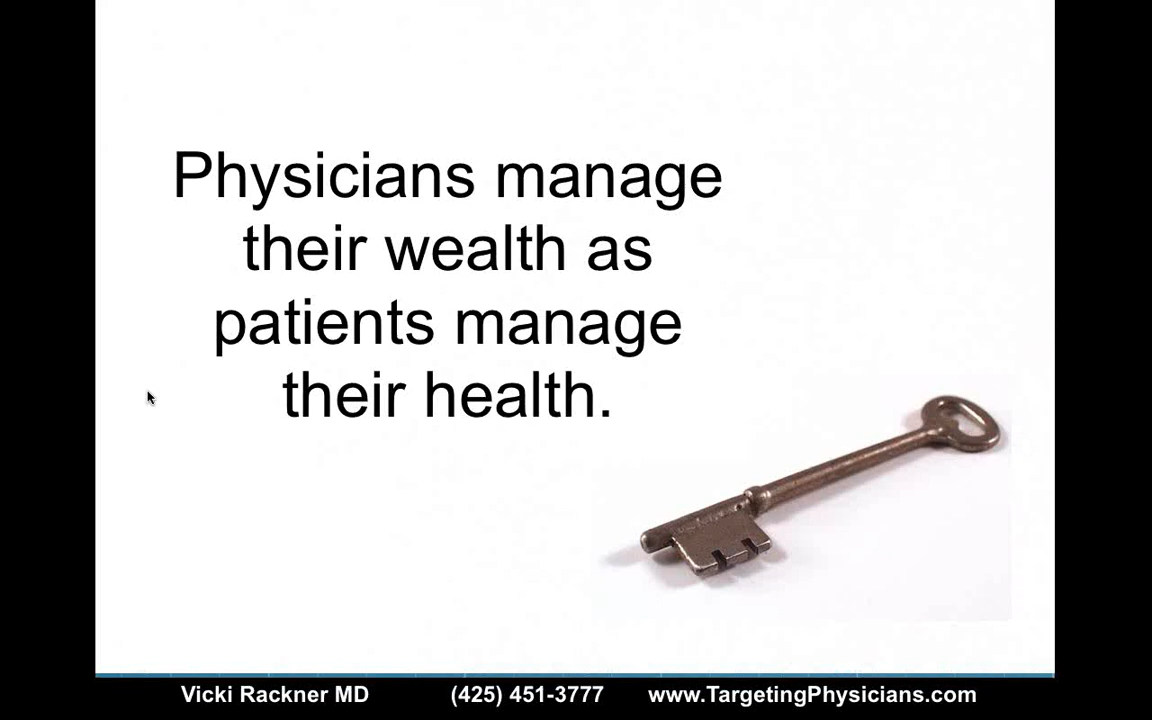 Physicians manage
their wealth as
patients manage
their health.
Vicki Rackner MD (425) 451-3777 www.TargetingPhysicians.com